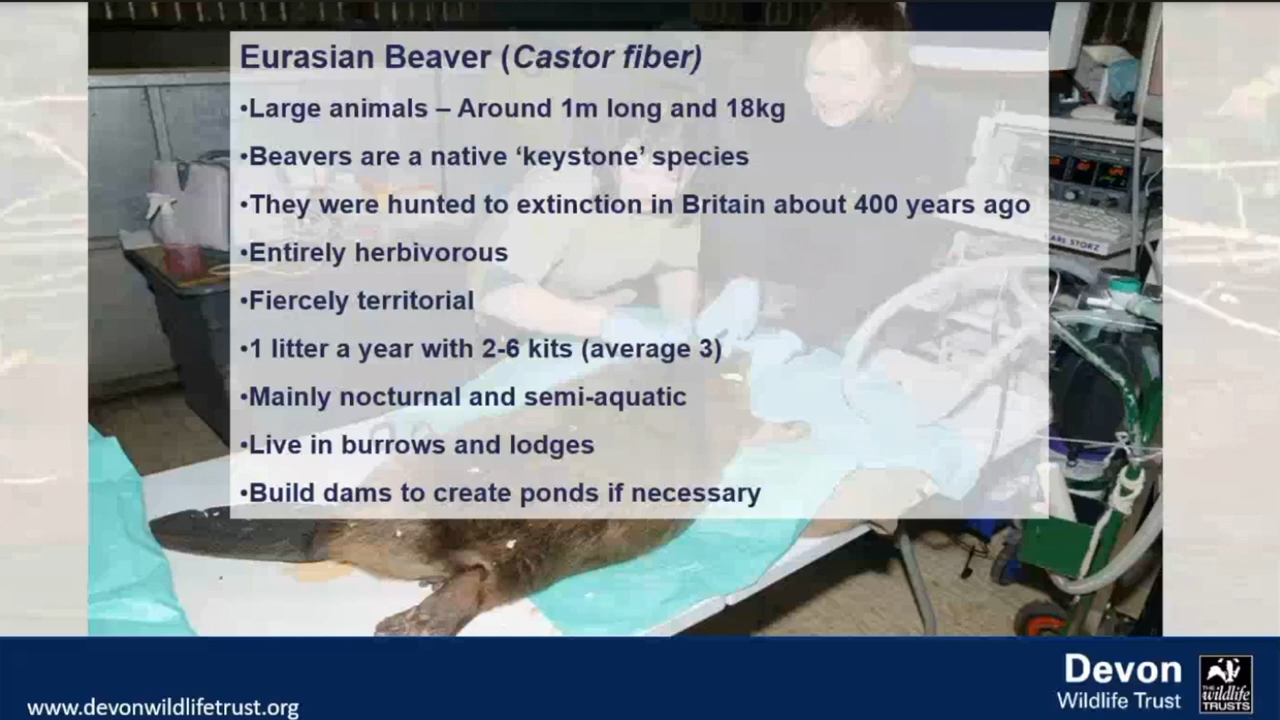 Eurasian Beaver (Castor fiber)
•Large animals – Around 1m long and 18kg
•Beavers are a native ‘keystone’ species
•They were hunted to extinction in Britain about 400 years ago
•Entirely herbivorous
•Fiercely territorial
•1 litter a year with 2-6 kits (average 3)
•Mainly nocturnal and semi-aquatic
•Live in burrows and lodges
•Build dams to create ponds if necessary
STORZ
www.devonwildlifetrust.org
Devon
Wildlife Trust
THE
wildlife
TRUSTS